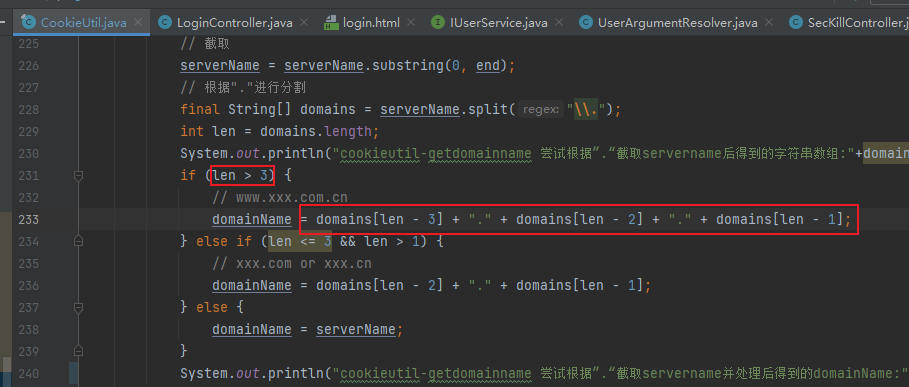 CookieUtil.java LoginController.java login.html IUserService.java UserArgumentResolver.java SecKillController.j
225 // 截取
226 serverName = serverName.substring(0, end);
227 // 根据"."进行分割
228 final String[] domains = serverName.split( regex: "\\.");
229 int len = domains.length;
230 System.out.println("cookieutil-getdomainname 尝试根据”.“截取servername后得到的字符串数组:"+domain
231 if (len > 3) {
232 // www.xxx.com.cn
233 domainName = domains[len - 3] + "." + domains[len - 2] + "." + domains[len - 1];
234 } else if (len <= 3 && len > 1) {
235 // xxx.com or xxx.cn
236 domainName = domains[len - 2] + "." + domains[len - 1];
237 } else {
238 domainName = serverName;
239 }
240 System.out.println("cookieutil-getdomainname 尝试根据”.“截取servername并处理后得到的domainName:"